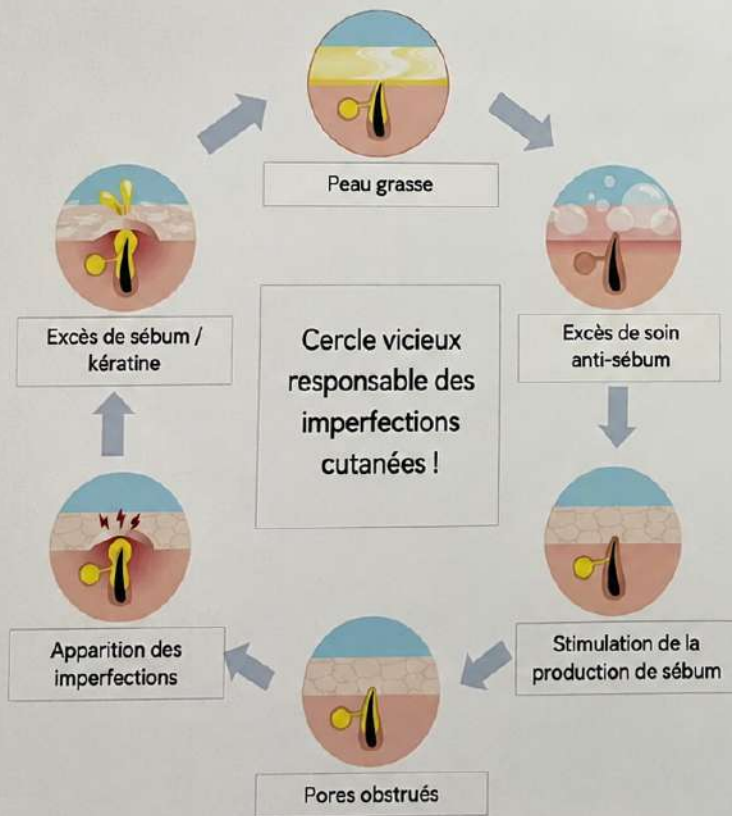 Peau grasse
Excès de soin
anti-sébum
Stimulation de la
production de sébum
Pores obstrués
Apparition des
imperfections
Excès de sébum /
kératine
Cercle vicieux
responsable des
imperfections
cutanées !